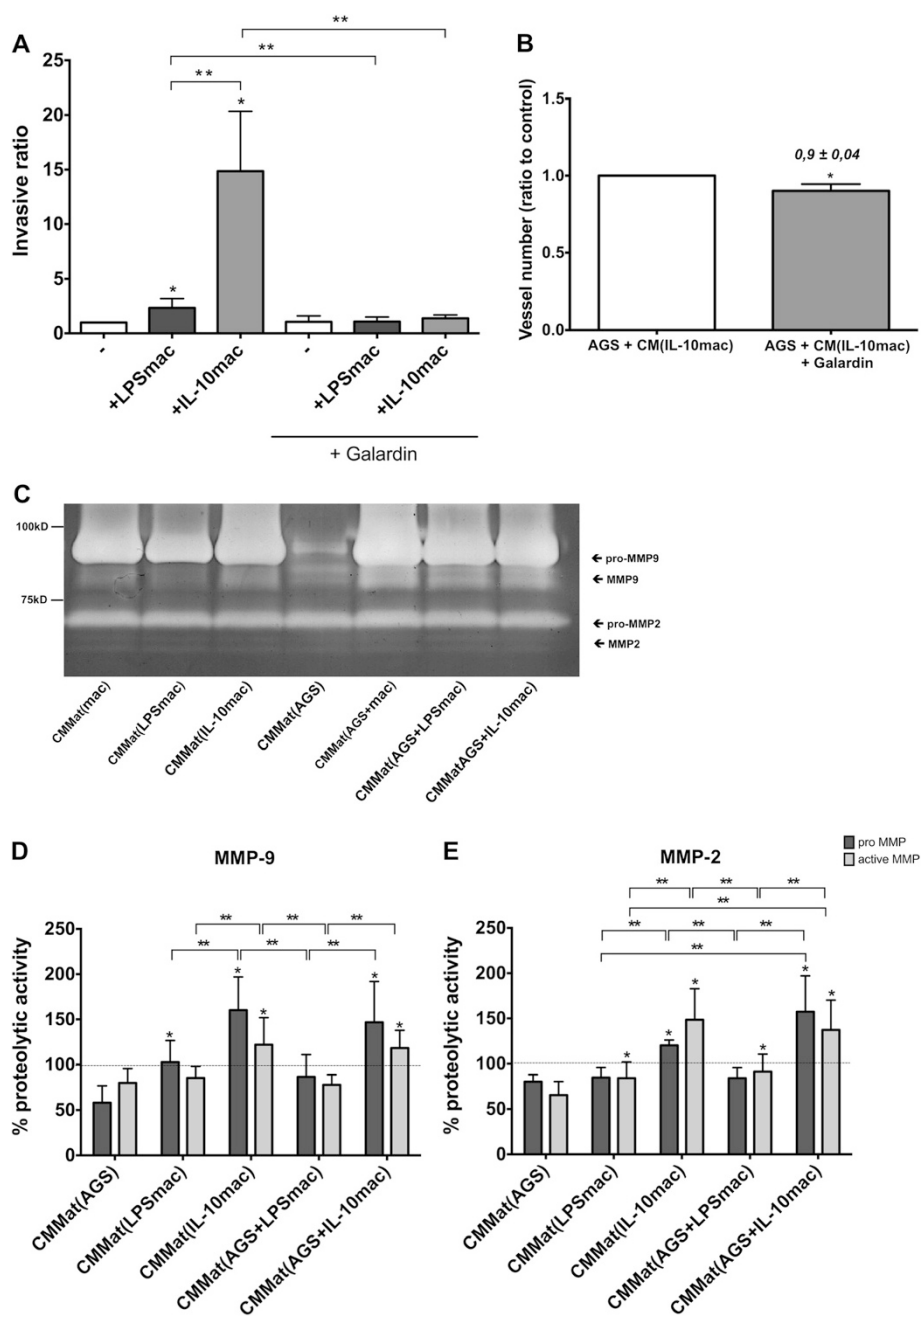 A
**
**
**
*
*
25
20
15
10
5
0
Invasive ratio
-
+LPSmac
+IL-10mac
-
+LPSmac
+IL-10mac
+ Galardin
B
1.5
1.0
0.5
0.0
Vessel number (ratio to control)
0,9 ± 0,04
*
AGS + CM(IL-10mac)
AGS + CM(IL-10mac)
+ Galardin
C
100kD
75kD
pro-MMP9
MMP9
pro-MMP2
MMP2
CMMat(mac)
CMMat(LPSmac)
CMMat(IL-10mac)
CMMat(AGS)
CMMat(AGS+mac)
CMMat(AGS+LPSmac)
CMMatAGS+IL-10mac)
D
MMP-9
** ** **
** ** **
* * * * *
250
200
150
100
50
0
% proteolytic activity
CMMat(AGS)
CMMat(LPSmac)
CMMat(IL-10mac)
CMMat(AGS+LPSmac)
CMMat(AGS+IL-10mac)
E
MMP-2
pro MMP
active MMP
** ** **
**
** ** **
**
* * * * * *
250
200
150
100
50
0
% proteolytic activity
CMMat(AGS)
CMMat(LPSmac)
CMMat(IL-10mac)
CMMat(AGS+LPSmac)
CMMat(AGS+IL-10mac)